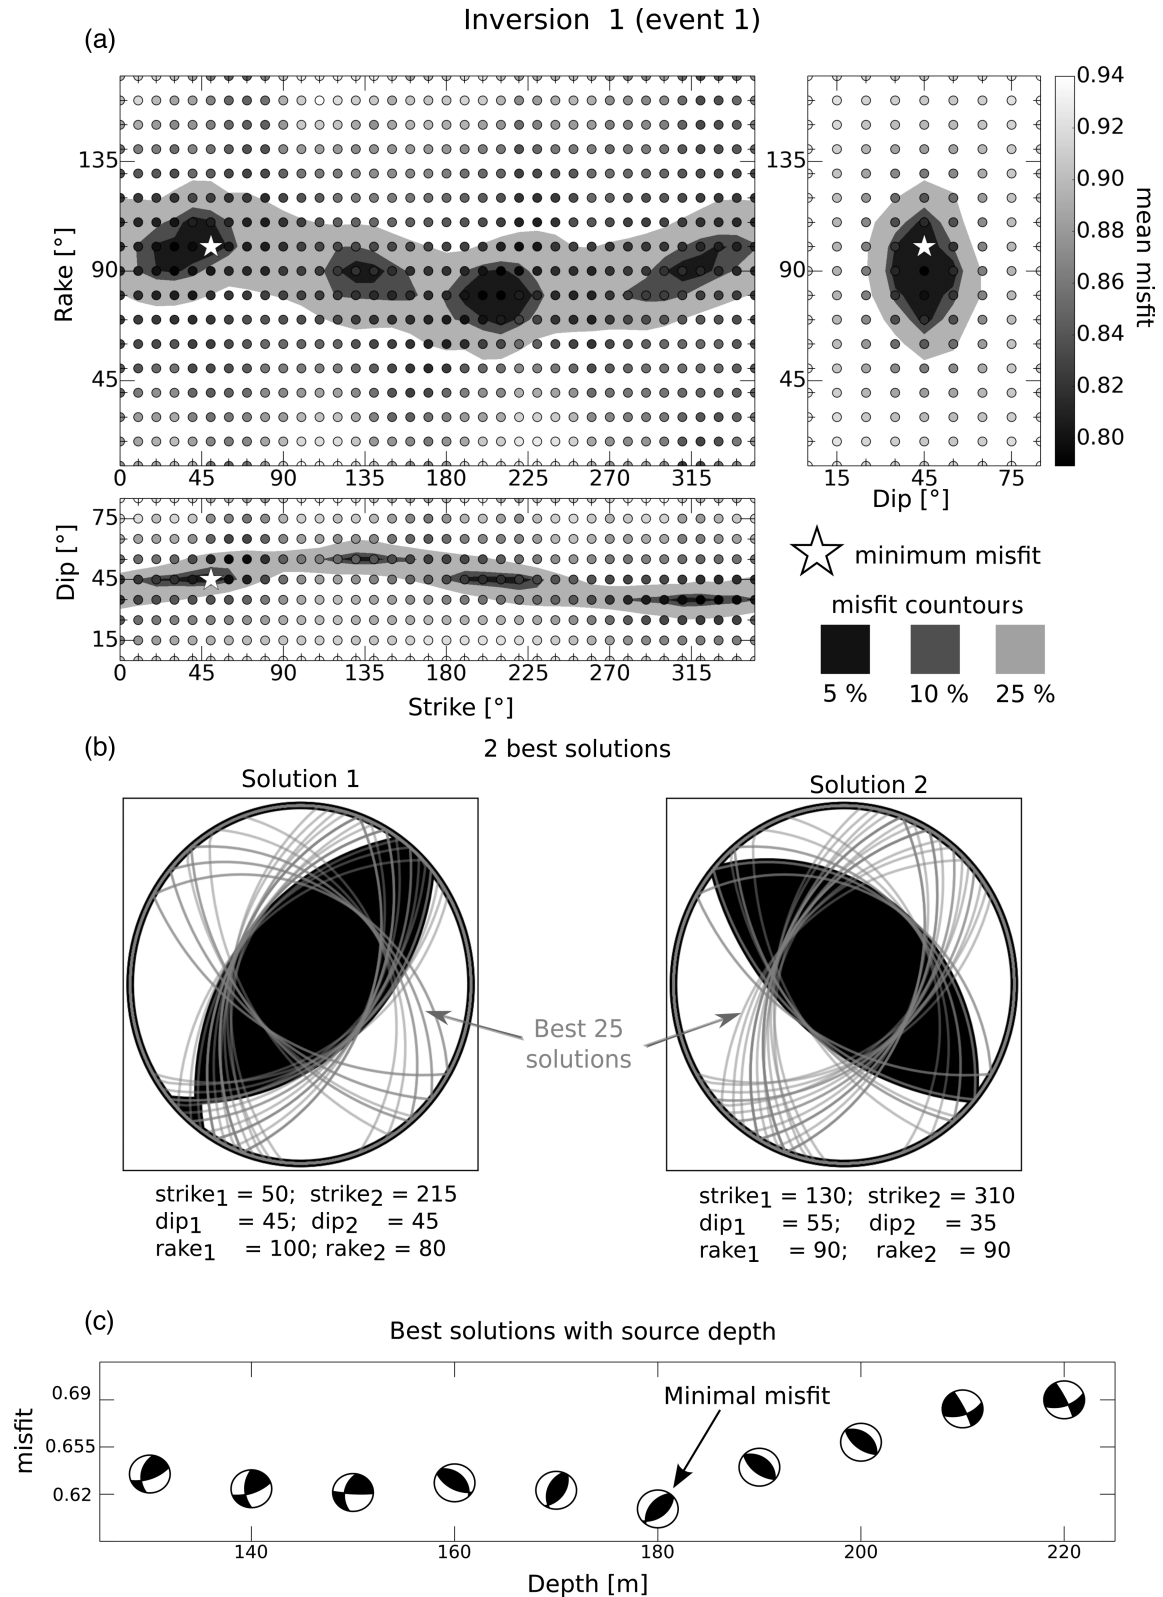 Inversion 1 (event 1)
(a)
Rake [°]
135
90
45
0 45 90 135 180 225 270 315
135
90
45
15 45 75
Dip [°]
0.94
0.92
0.90
0.88
0.86
0.84
0.82
0.80
mean misfit
Dip [°]
75
45
15
0 45 90 135 180 225 270 315
Strike [°]
minimum misfit
misfit countours
5 % 10 % 25 %
(b)
2 best solutions
Solution 1
Solution 2
Best 25
solutions
strike1 = 50; strike2 = 215
dip1 = 45; dip2 = 45
rake1 = 100; rake2 = 80
strike1 = 130; strike2 = 310
dip1 = 55; dip2 = 35
rake1 = 90; rake2 = 90
(c)
Best solutions with source depth
misfit
0.69
0.655
0.62
Minimal misfit
140 160 180 200 220
Depth [m]